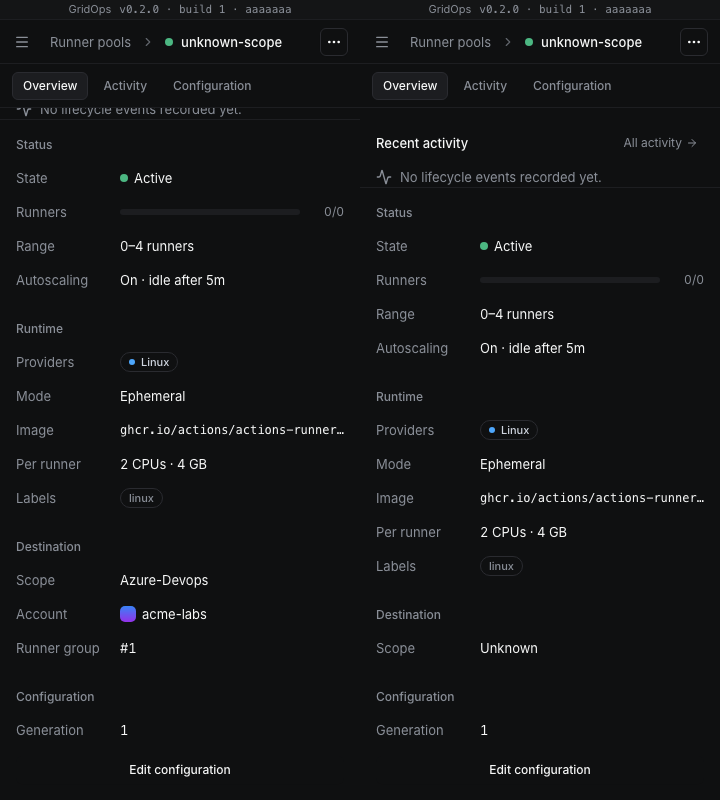 GridOps v0.2.0 · build 1 · aaaaaaa
Runner pools > unknown-scope
Overview Activity Configuration
No lifecycle events recorded yet.
Status
State Active
Runners 0/0
Range 0–4 runners
Autoscaling On · idle after 5m
Runtime
Providers Linux
Mode Ephemeral
Image ghcr.io/actions/actions-runner…
Per runner 2 CPUs · 4 GB
Labels linux
Destination
Scope Azure-Devops
Account acme-labs
Runner group #1
Configuration
Generation 1
Edit configuration
GridOps v0.2.0 · build 1 · aaaaaaa
Runner pools > unknown-scope
Overview Activity Configuration
Recent activity All activity →
No lifecycle events recorded yet.
Status
State Active
Runners 0/0
Range 0–4 runners
Autoscaling On · idle after 5m
Runtime
Providers Linux
Mode Ephemeral
Image ghcr.io/actions/actions-runner…
Per runner 2 CPUs · 4 GB
Labels linux
Destination
Scope Unknown
Configuration
Generation 1
Edit configuration